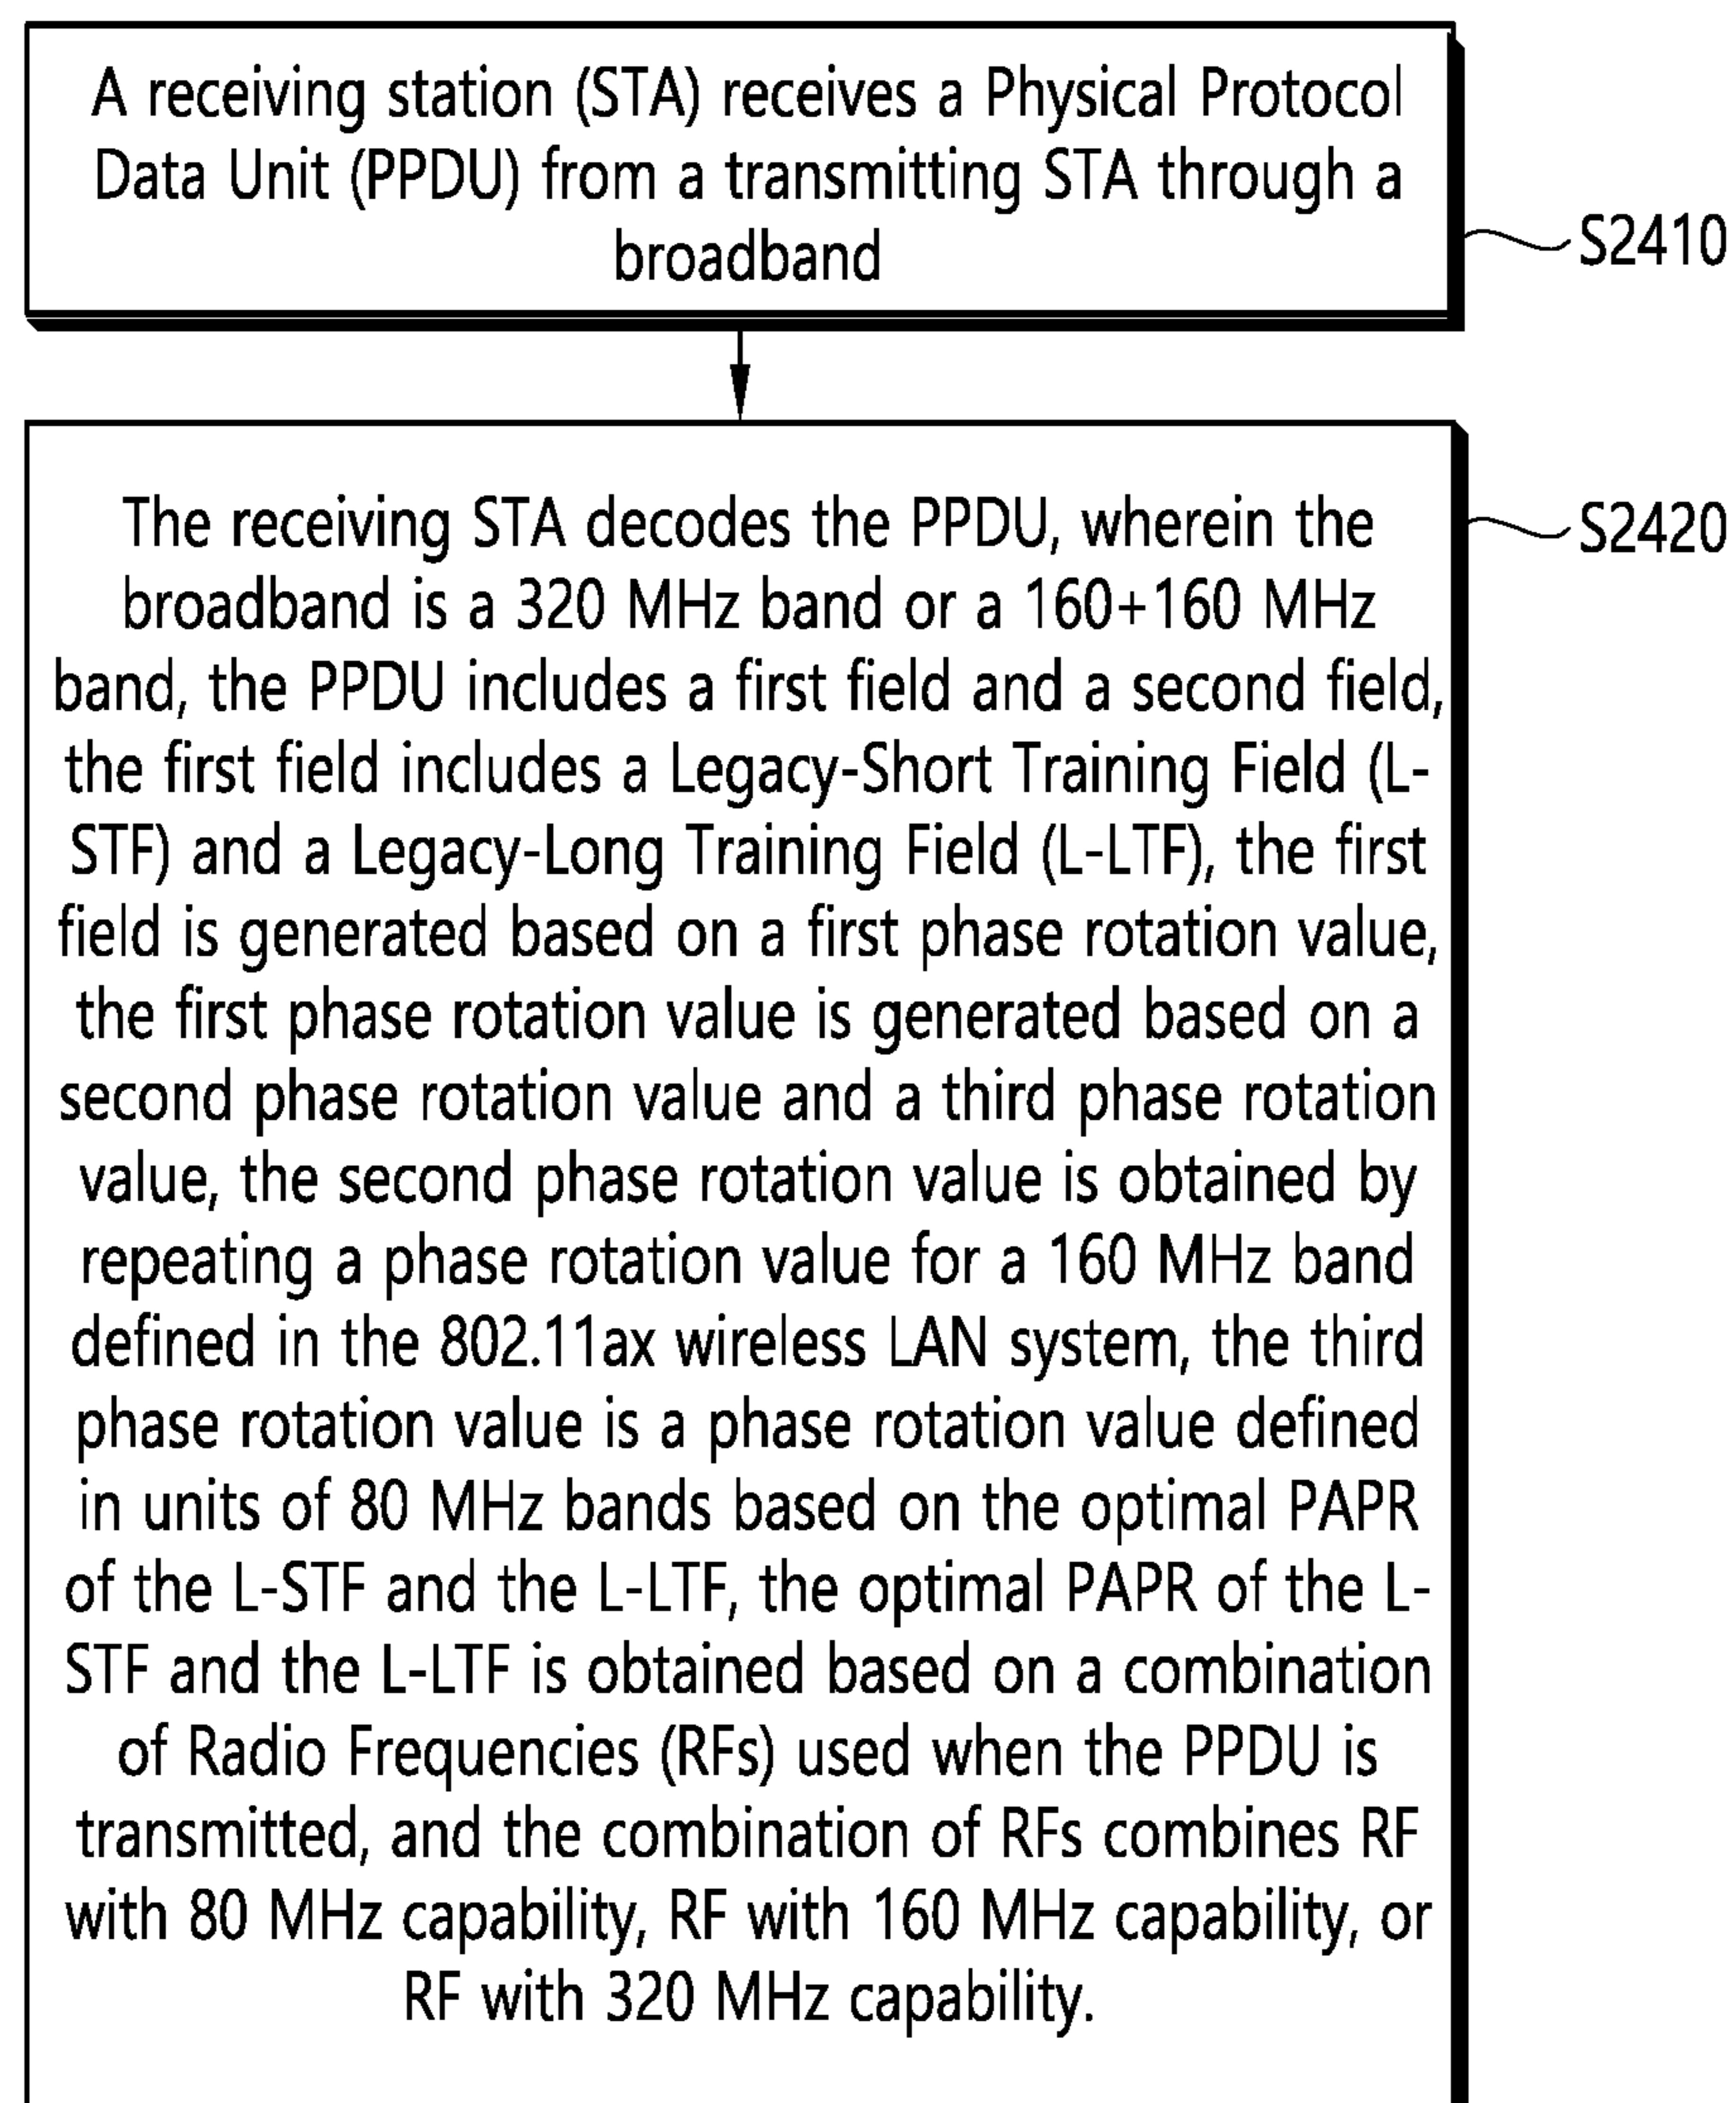 A receiving station (STA) receives a Physical Protocol
Data Unit (PPDU) from a transmitting STA through a
broadband
S2410
The receiving STA decodes the PPDU, wherein the
broadband is a 320 MHz band or a 160+160 MHz
band, the PPDU includes a first field and a second field,
the first field includes a Legacy-Short Training Field (L-
STF) and a Legacy-Long Training Field (L-LTF), the first
field is generated based on a first phase rotation value,
the first phase rotation value is generated based on a
second phase rotation value and a third phase rotation
value, the second phase rotation value is obtained by
repeating a phase rotation value for a 160 MHz band
defined in the 802.11ax wireless LAN system, the third
phase rotation value is a phase rotation value defined
in units of 80 MHz bands based on the optimal PAPR
of the L-STF and the L-LTF, the optimal PAPR of the L-
STF and the L-LTF is obtained based on a combination
of Radio Frequencies (RFs) used when the PPDU is
transmitted, and the combination of RFs combines RF
with 80 MHz capability, RF with 160 MHz capability, or
RF with 320 MHz capability.
S2420